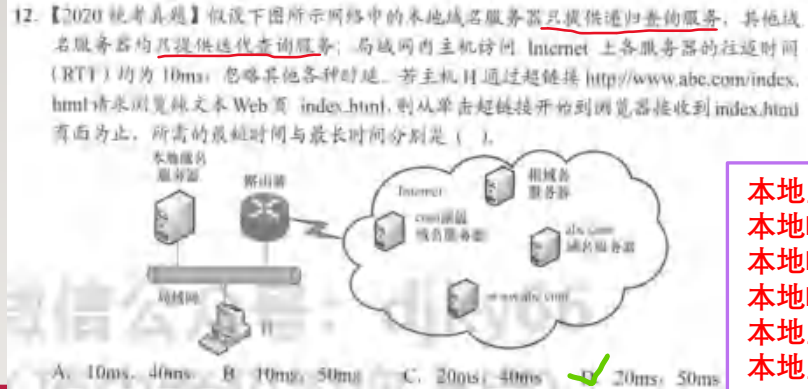 12. 【2020 统考真题】假设下图所示网络中的本地域名服务器只提供递归查询服务，其他域
名服务器均只提供迭代查询服务；局域网内主机访问 Internet 上各服务器的往返时间
（RTT）均为 10ms，忽略其他各种时延。若主机 H 通过超链接 http://www.abc.com/index.
html 请求浏览纯文本 Web 页 index.html，则从单击超链接开始到浏览器接收到 index.html
页面为止，所需的最短时间与最长时间分别是（ ）。
本地域名
服务器
路由器
Internet
根域名
服务器
com顶级
域名服务器
abc.com
域名服务器
www.abc.com
局域网
H
A. 10ms, 40ms B. 10ms, 50ms C. 20ms, 40ms D. 20ms, 50ms
本地
本地
本地
本地
本地
本地